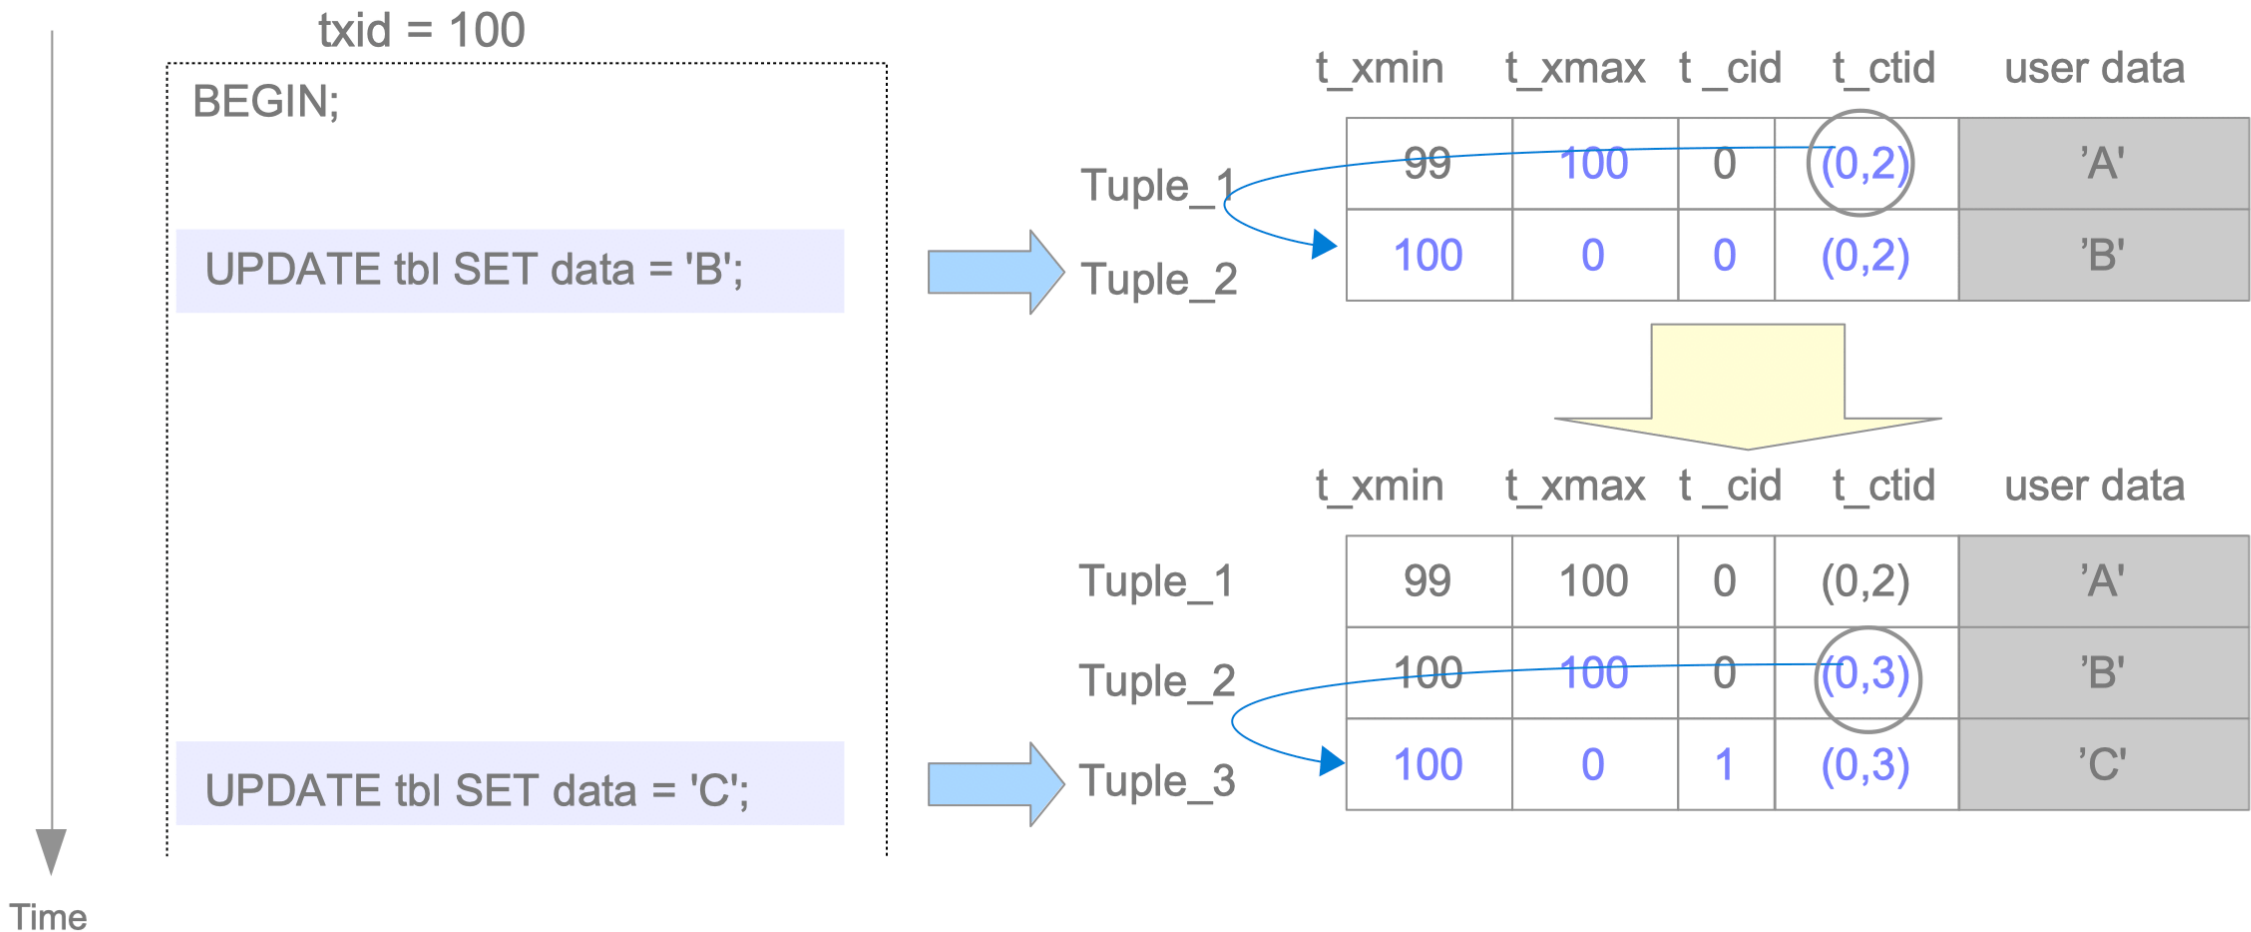 txid = 100
BEGIN;
UPDATE tbl SET data = 'B';
UPDATE tbl SET data = 'C';
Time
t_xmin t_xmax t _cid t_ctid user data
Tuple_1 99 100 0 (0,2) ’A'
Tuple_2 100 0 0 (0,2) ’B'
t_xmin t_xmax t _cid t_ctid user data
Tuple_1 99 100 0 (0,2) ’A'
Tuple_2 100 100 0 (0,3) ’B'
Tuple_3 100 0 1 (0,3) ’C'